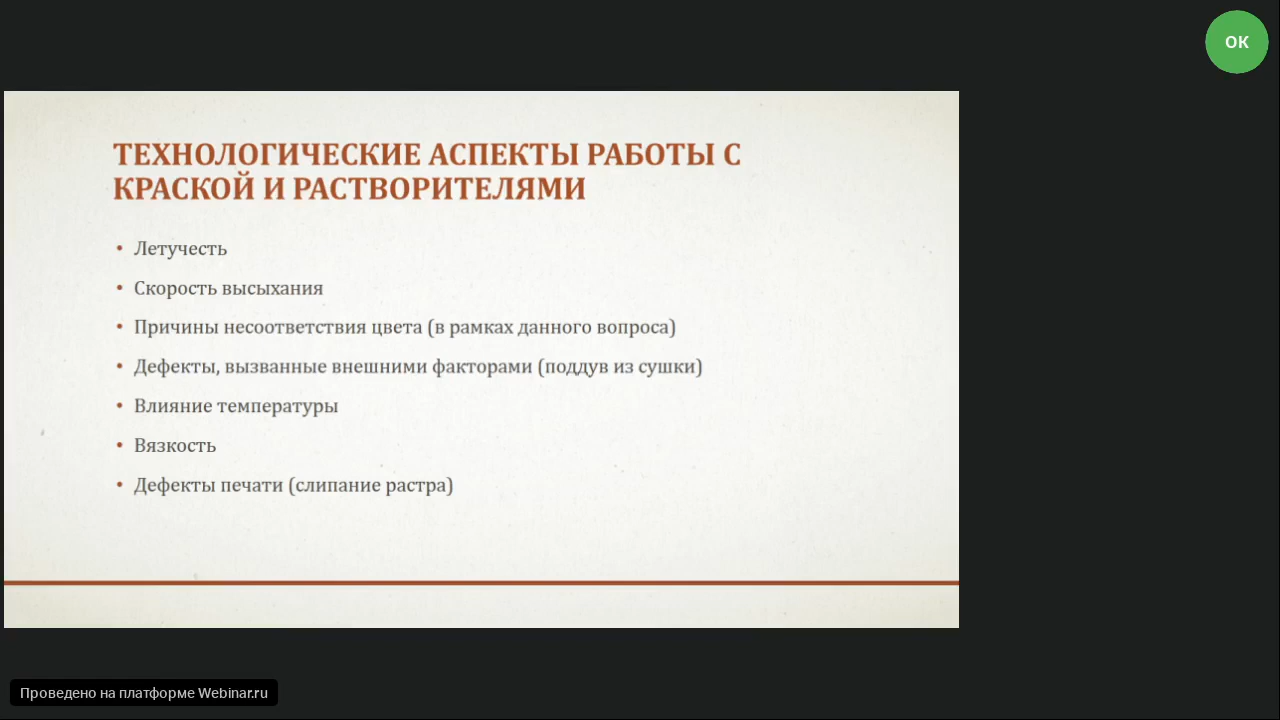 ОК
ТЕХНОЛОГИЧЕСКИЕ АСПЕКТЫ РАБОТЫ С
КРАСКОЙ И РАСТВОРИТЕЛЯМИ
• Летучесть
• Скорость высыхания
• Причины несоответствия цвета (в рамках данного вопроса)
• Дефекты, вызванные внешними факторами (поддув из сушки)
• Влияние температуры
• Вязкость
• Дефекты печати (слипание растра)
Проведено на платформе Webinar.ru